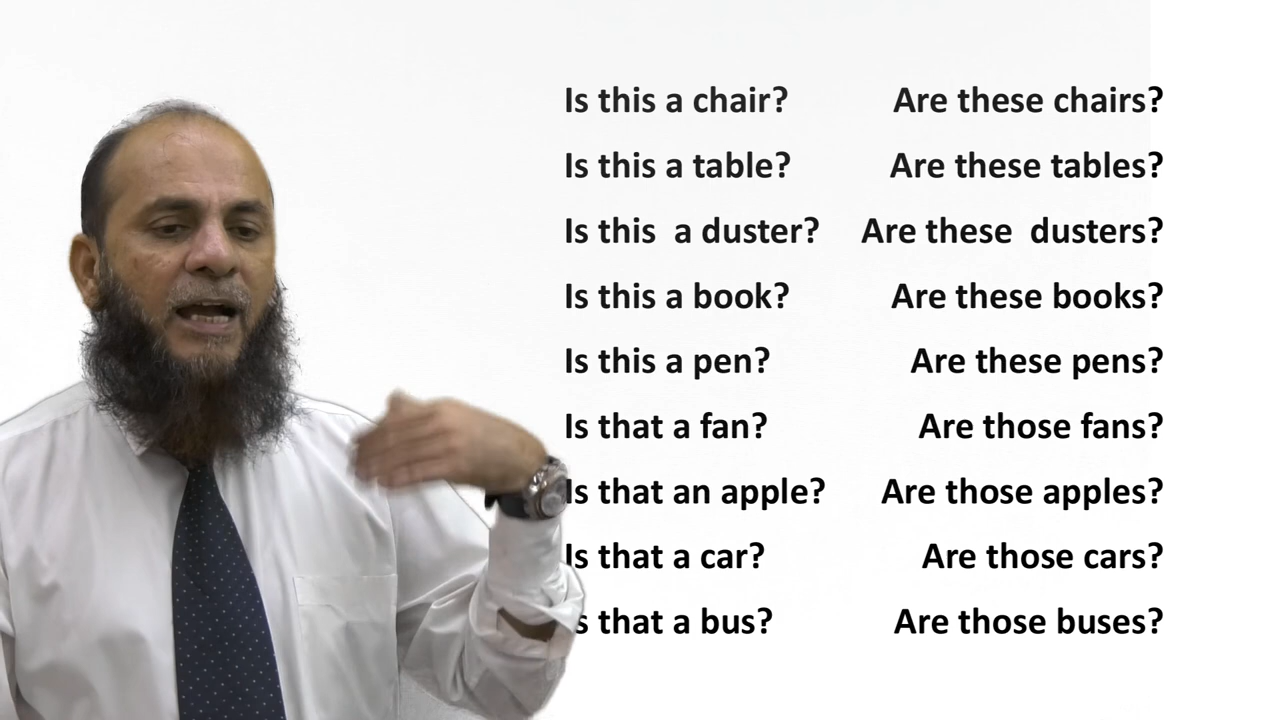 Is this a chair? Are these chairs?
Is this a table? Are these tables?
Is this  a duster? Are these  dusters?
Is this a book? Are these books?
Is this a pen? Are these pens?
Is that a fan? Are those fans?
Is that an apple? Are those apples?
Is that a car? Are those cars?
s that a bus? Are those buses?